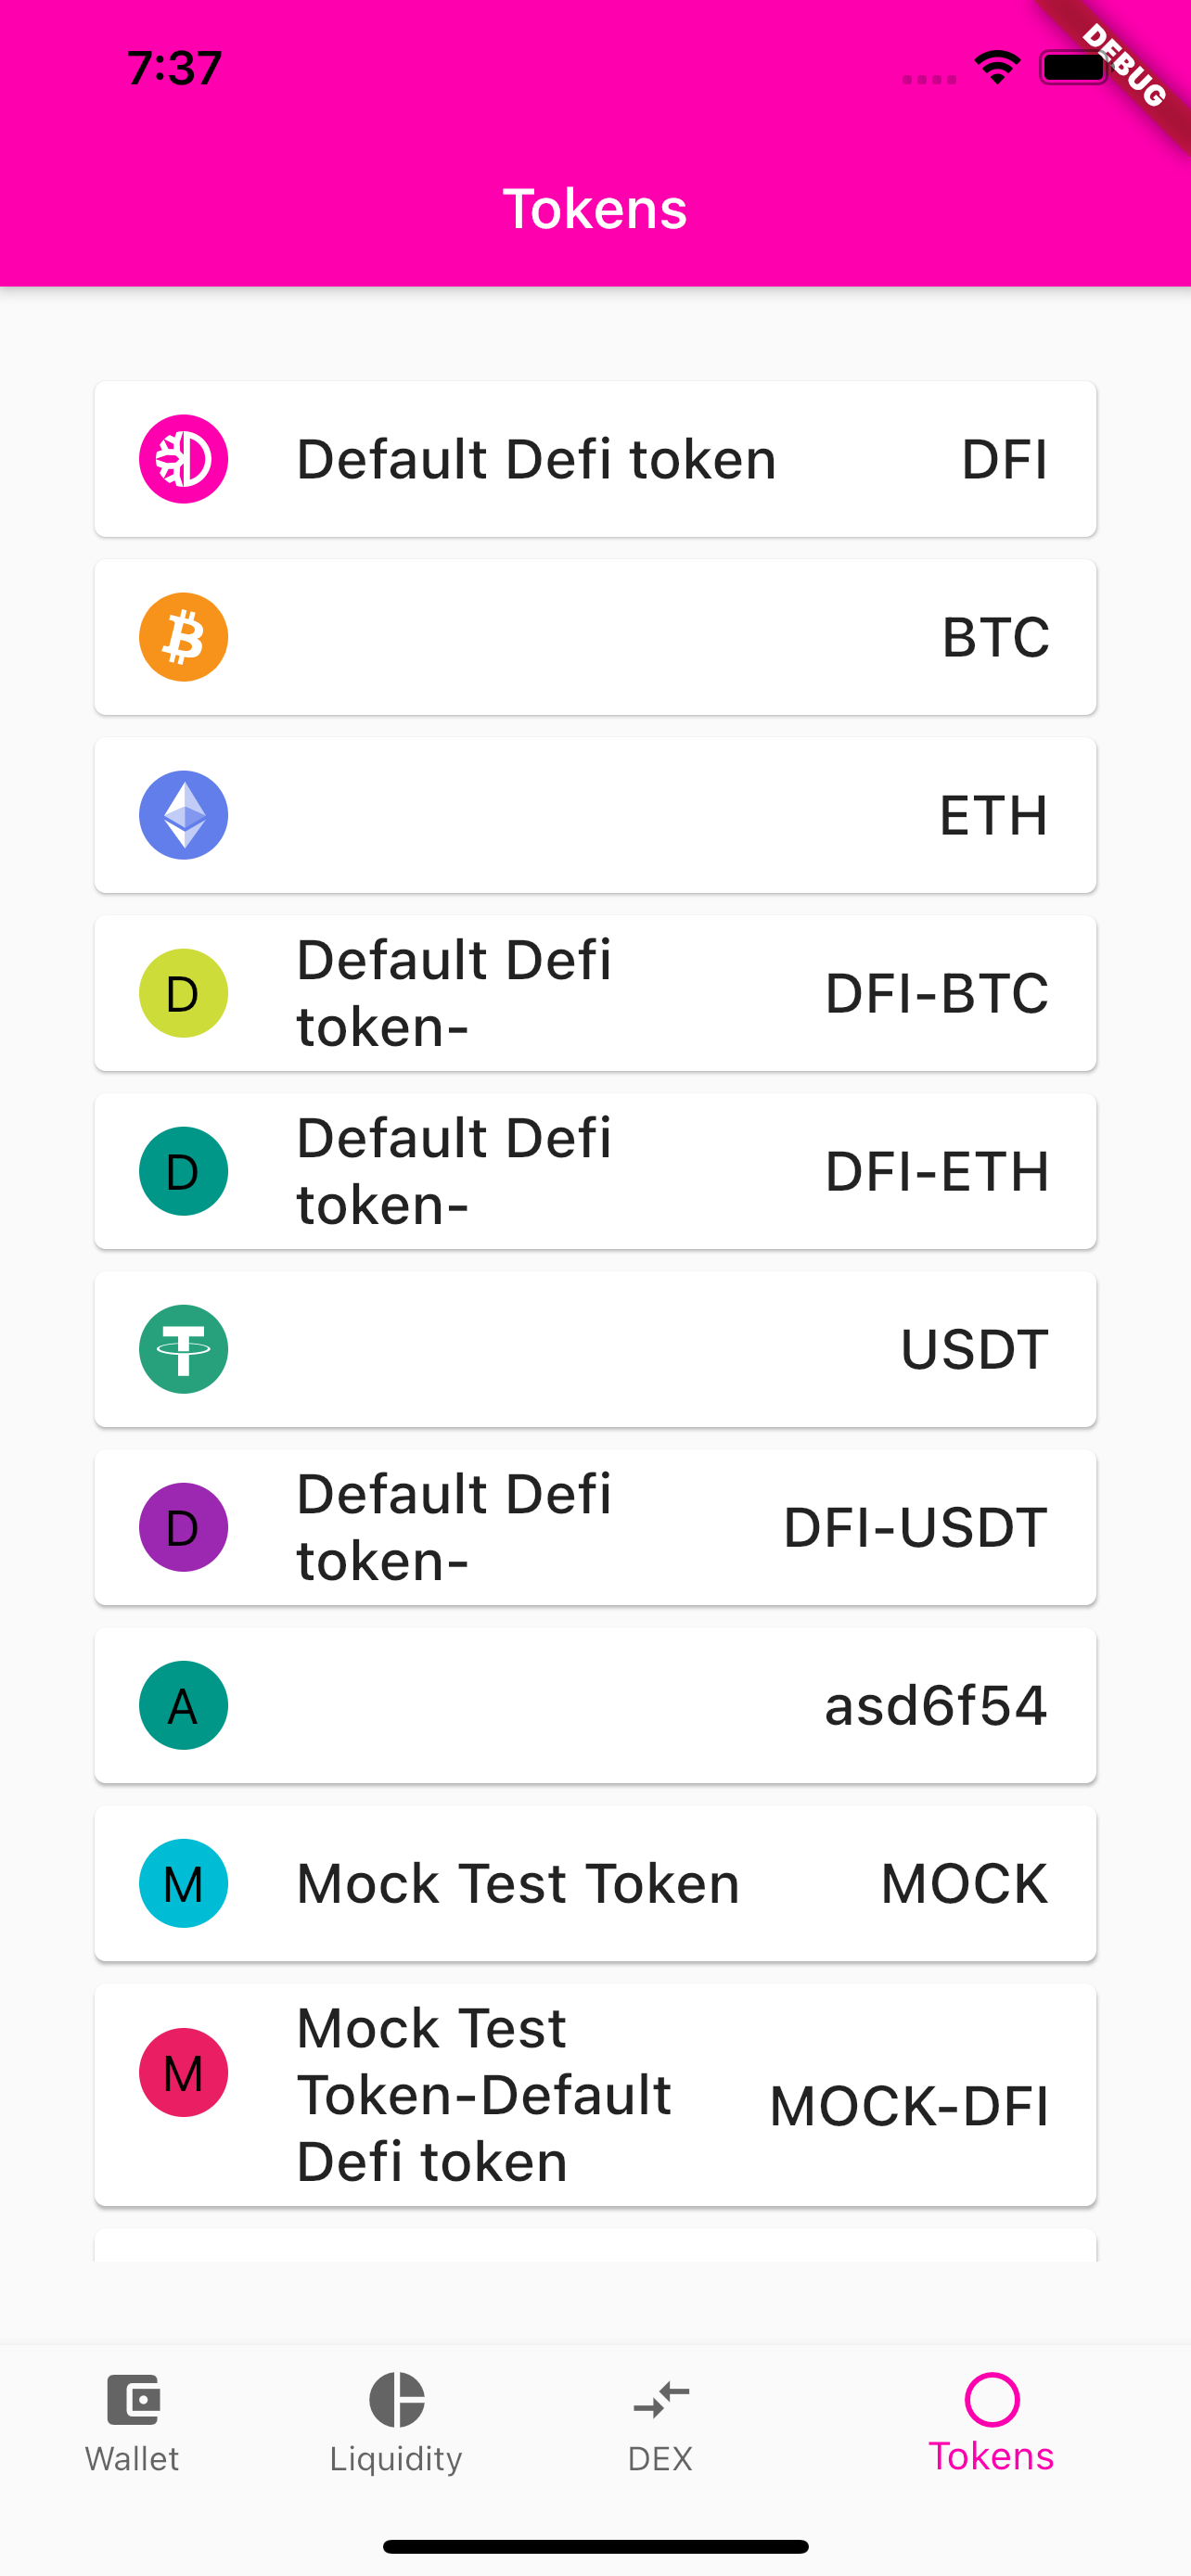 7:37
DEBUG
Tokens
Default Defi token DFI
BTC
ETH
D Default Defi
token- DFI-BTC
D Default Defi
token- DFI-ETH
USDT
D Default Defi
token- DFI-USDT
A asd6f54
M Mock Test Token MOCK
M Mock Test
Token-Default MOCK-DFI
Defi token
Wallet Liquidity DEX Tokens